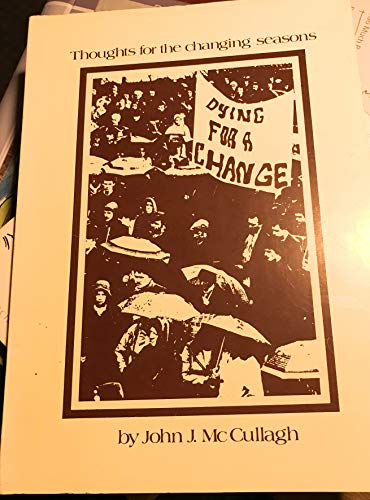 Thoughts for the changing seasons
DYING
FOR A
CHANGE
by John J. McCullagh